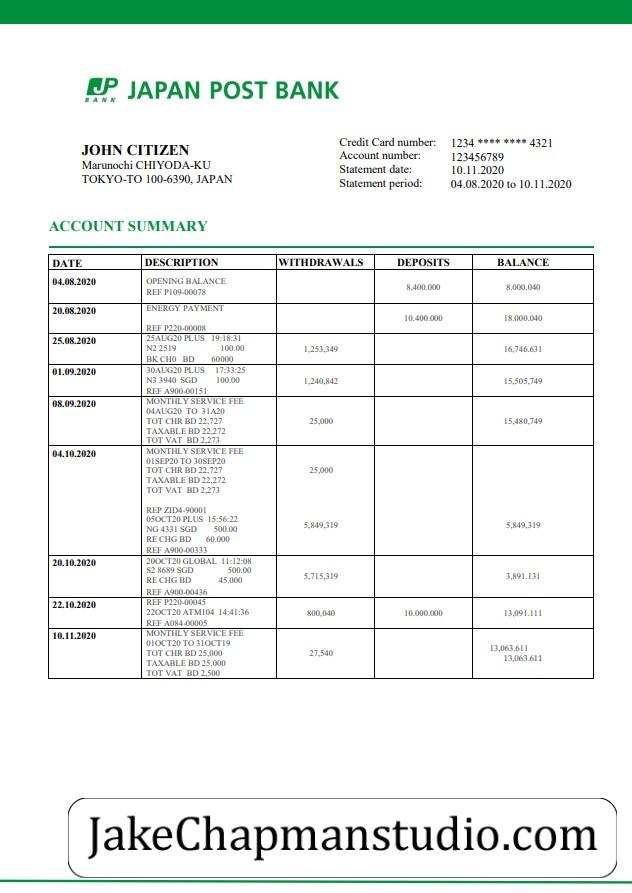 JP
BANK
JAPAN POST BANK
JOHN CITIZEN
Marunochi CHIYODA-KU
TOKYO-TO 100-6390, JAPAN
Credit Card number: 1234 **** **** 4321
Account number: 123456789
Statement date: 10.11.2020
Statement period: 04.08.2020 to 10.11.2020
ACCOUNT SUMMARY
DATE DESCRIPTION WITHDRAWALS DEPOSITS BALANCE
04.08.2020 OPENING BALANCE
REF P109-00078 8,400.000 8.000.040
20.08.2020 ENERGY PAYMENT
10.400.000 18.000.040
REF P220-00008
25.08.2020 25AUG20 PLUS 19:18:31
N2 2519 100.00 1,253,349 16,746.631
BK CH0 BD 60000
01.09.2020 30AUG20 PLUS 17:33:25
N3 3940 SGD 100.00 1,240,842 15,505,749
REF A900-00151
08.09.2020 MONTHLY SERVICE FEE
04AUG20 TO 31A20
TOT CHR BD 22,727 25,000 15,480,749
TAXABLE BD 22,272
TOT VAT BD 2,273
04.10.2020 MONTHLY SERVICE FEE
01SEP20 TO 30SEP20
TOT CHR BD 22,727 25,000
TAXABLE BD 22,272
TOT VAT BD 2,273
REP ZID4-90001
05OCT20 PLUS 15:56:22
NG 4331 SGD 500.00 5,849,319 5,849,319
RE CHG BD 60.000
REF A900-00333
20.10.2020 20OCT20 GLOBAL 11:12:08
S2 8689 SGD 500.00
RE CHG BD 45.000 5,715,319 3,891.131
REF A900-00436
22.10.2020 REF P220-00045
22OCT20 ATM104 14:41:36 800,040 10.000.000 13,091.111
REF A084-00005
10.11.2020 MONTHLY SERVICE FEE
01OCT20 TO 31OCT19 13,063.611
TOT CHR BD 25,000 27,540 13,063.611
TAXABLE BD 25,000
TOT VAT BD 2,500
JakeChapmanstudio.com